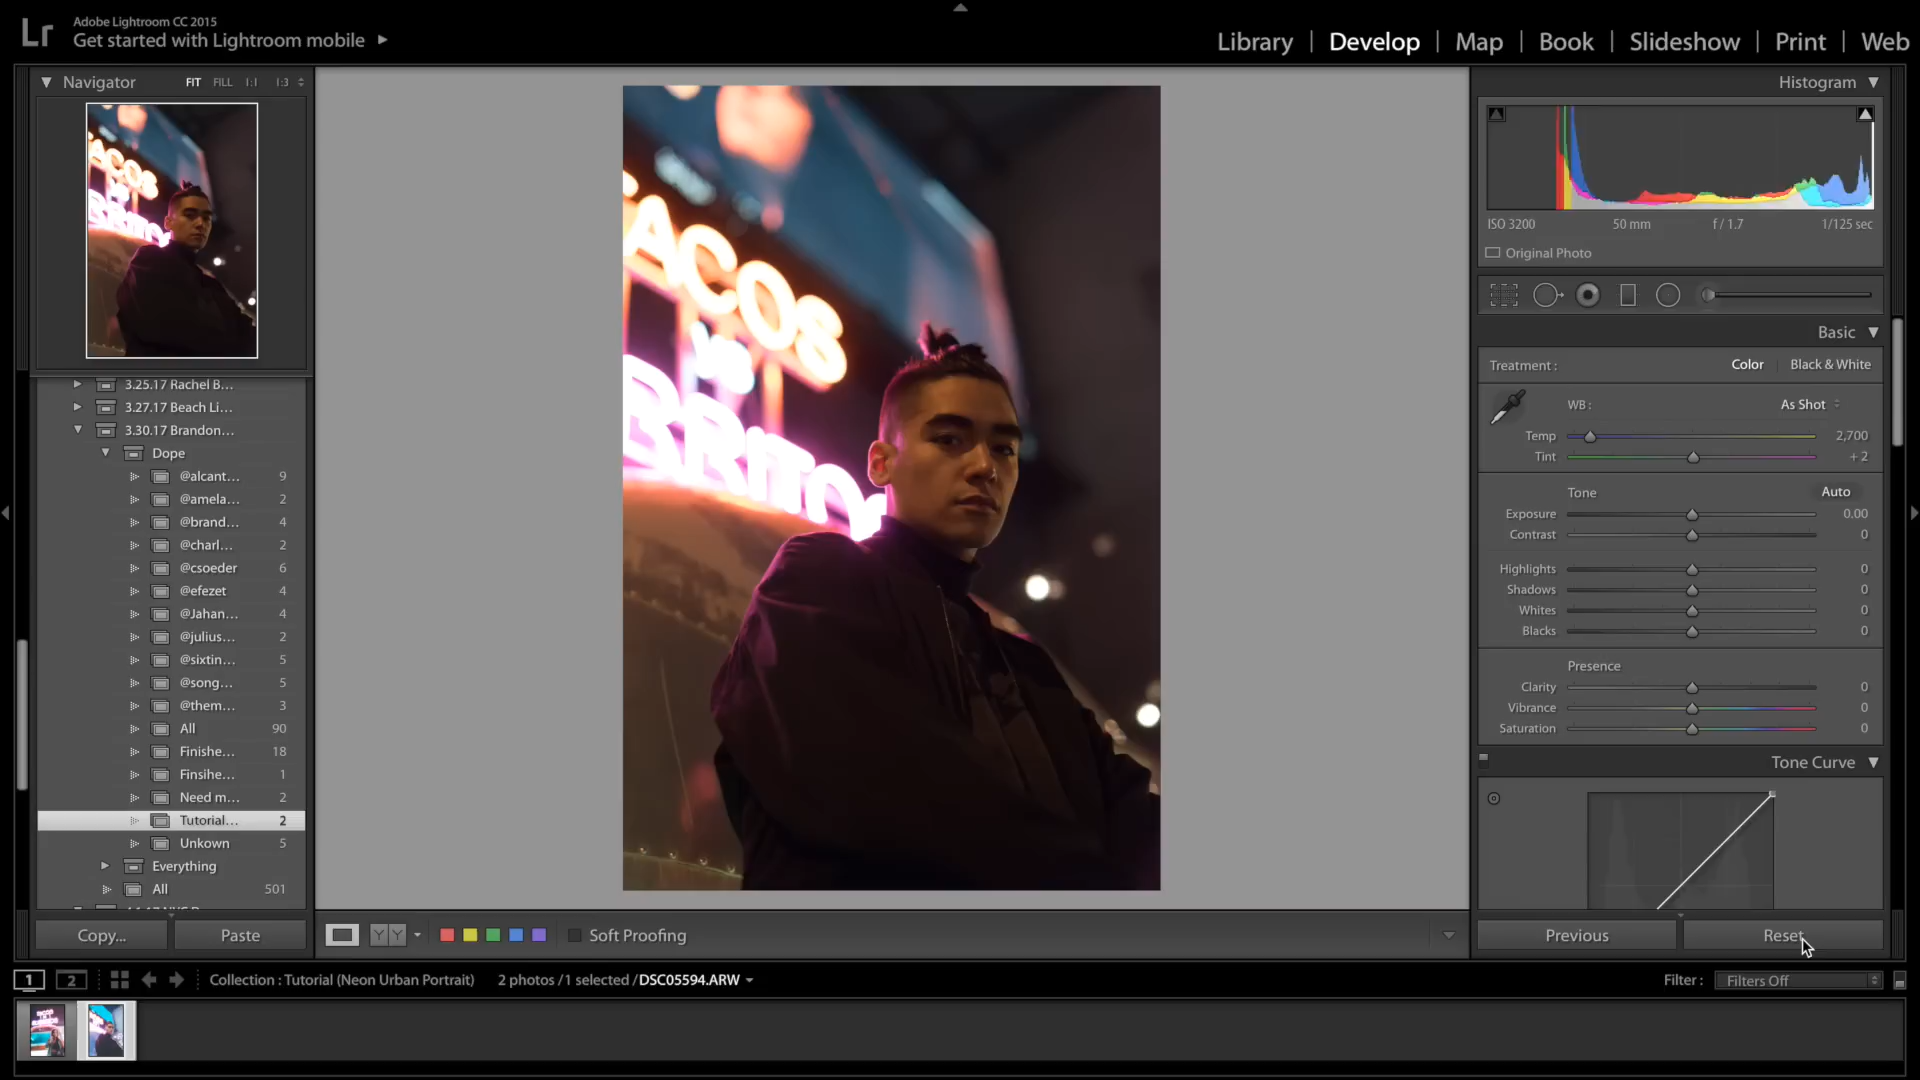 Lr
Adobe Lightroom CC 2015
Get started with Lightroom mobile
Library | Develop | Map | Book | Slideshow | Print | Web
Navigator FIT FILL 1:1 1:3
ACOS
vs
BRITO
3.25.17 Rachel B...
3.27.17 Beach Li...
3.30.17 Brandon...
Dope
@alcant... 9
@amela... 2
@brand... 4
@charl... 2
@csoeder 6
@efezet 4
@Jahan... 4
@julius... 2
@sixtin... 5
@song... 5
@them... 3
All 90
Finishe... 18
Finsihe... 1
Need m... 2
Tutorial... 2
Unkown 5
Everything
All 501
Copy... Paste
ACOS
vs
BRITO
YY Soft Proofing
Histogram
ISO 3200 50 mm f / 1.7 1/125 sec
Original Photo
Basic
Treatment : Color | Black & White
WB : As Shot
Temp 2,700
Tint + 2
Tone Auto
Exposure 0.00
Contrast 0
Highlights 0
Shadows 0
Whites 0
Blacks 0
Presence
Clarity 0
Vibrance 0
Saturation 0
Tone Curve
Previous Reset
1 2 Collection : Tutorial (Neon Urban Portrait) 2 photos / 1 selected / DSC05594.ARW Filter : Filters Off